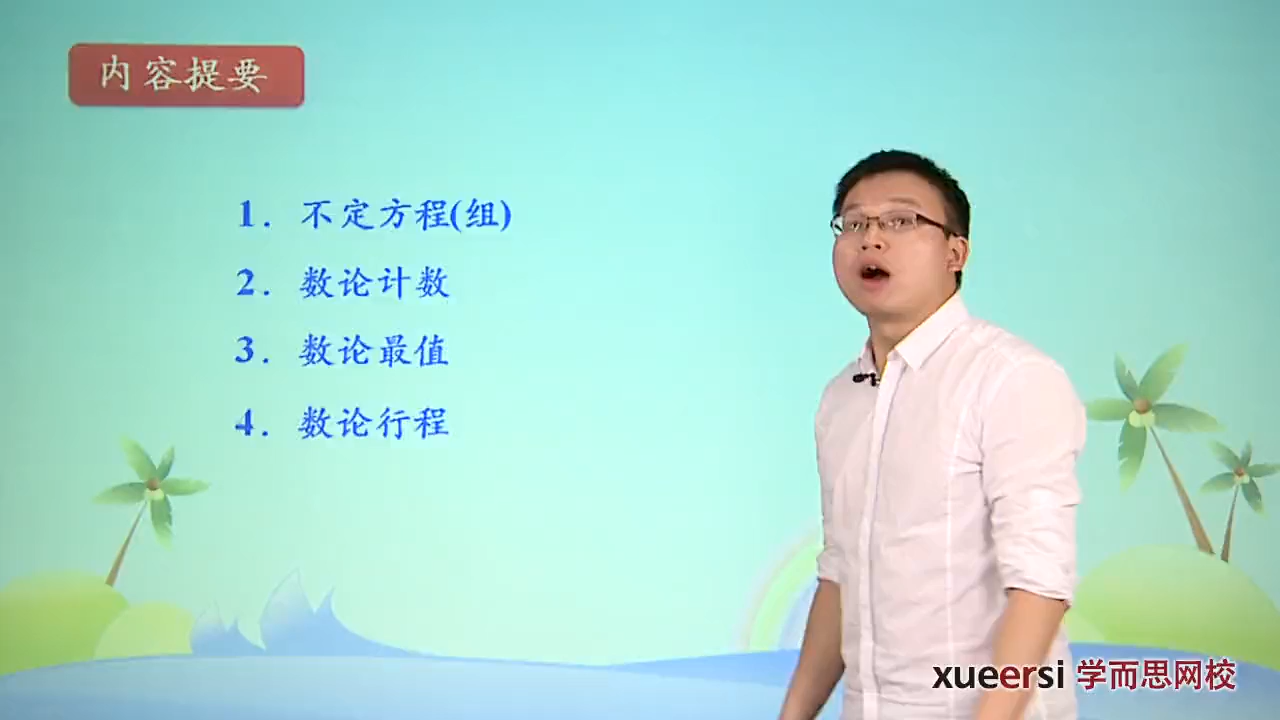 内容提要
1. 不定方程(组)
2. 数论计数
3. 数论最值
4. 数论行程
xueersi 学而思网校